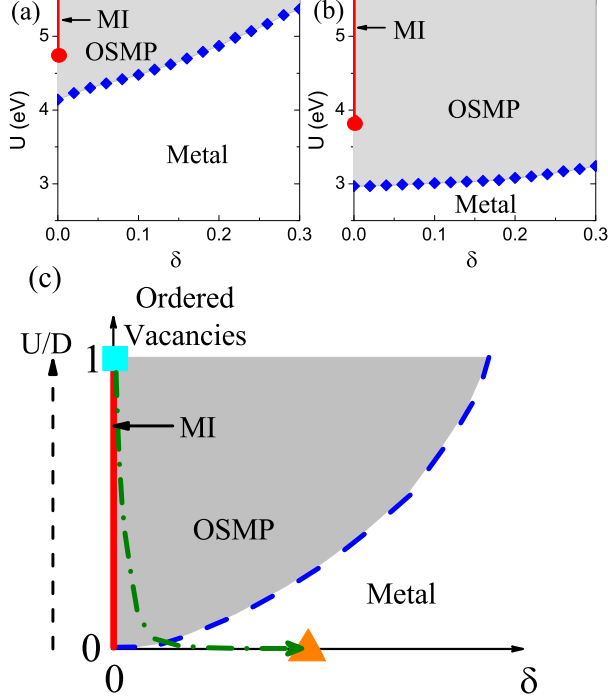 (a)
MI
OSMP
Metal
U (eV)
5
4
3
0.0
0.1
0.2
0.3
δ
(b)
MI
OSMP
Metal
U (eV)
5
4
3
0.0
0.1
0.2
0.3
δ
(c)
Ordered
Vacancies
U/D
1
MI
OSMP
Metal
0
0
δ